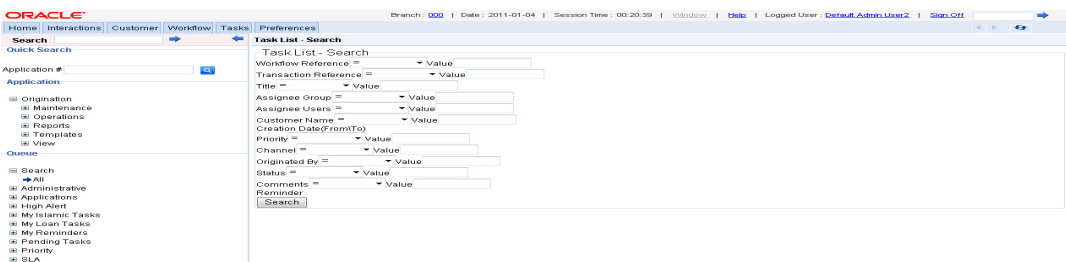 ORACLE
Branch : 000 | Date : 2011-01-04 | Session Time : 00:20:39 | Window | Help | Logged User : Default Admin User2 | Sign Off
Home Interactions Customer Workflow Tasks Preferences
Search
Quick Search
Application #
Application
Origination
Maintenance
Operations
Reports
Templates
View
Queue
Search
All
Administrative
Applications
High Alert
My Islamic Tasks
My Loan Tasks
My Reminders
Pending Tasks
Priority
SLA
Task List - Search
Task List - Search
Workflow Reference = Value
Transaction Reference = Value
Title = Value
Assignee Group = Value
Assignee Users = Value
Customer Name = Value
Creation Date(From\To)
Priority = Value
Channel = Value
Originated By = Value
Status = Value
Comments = Value
Reminder
Search